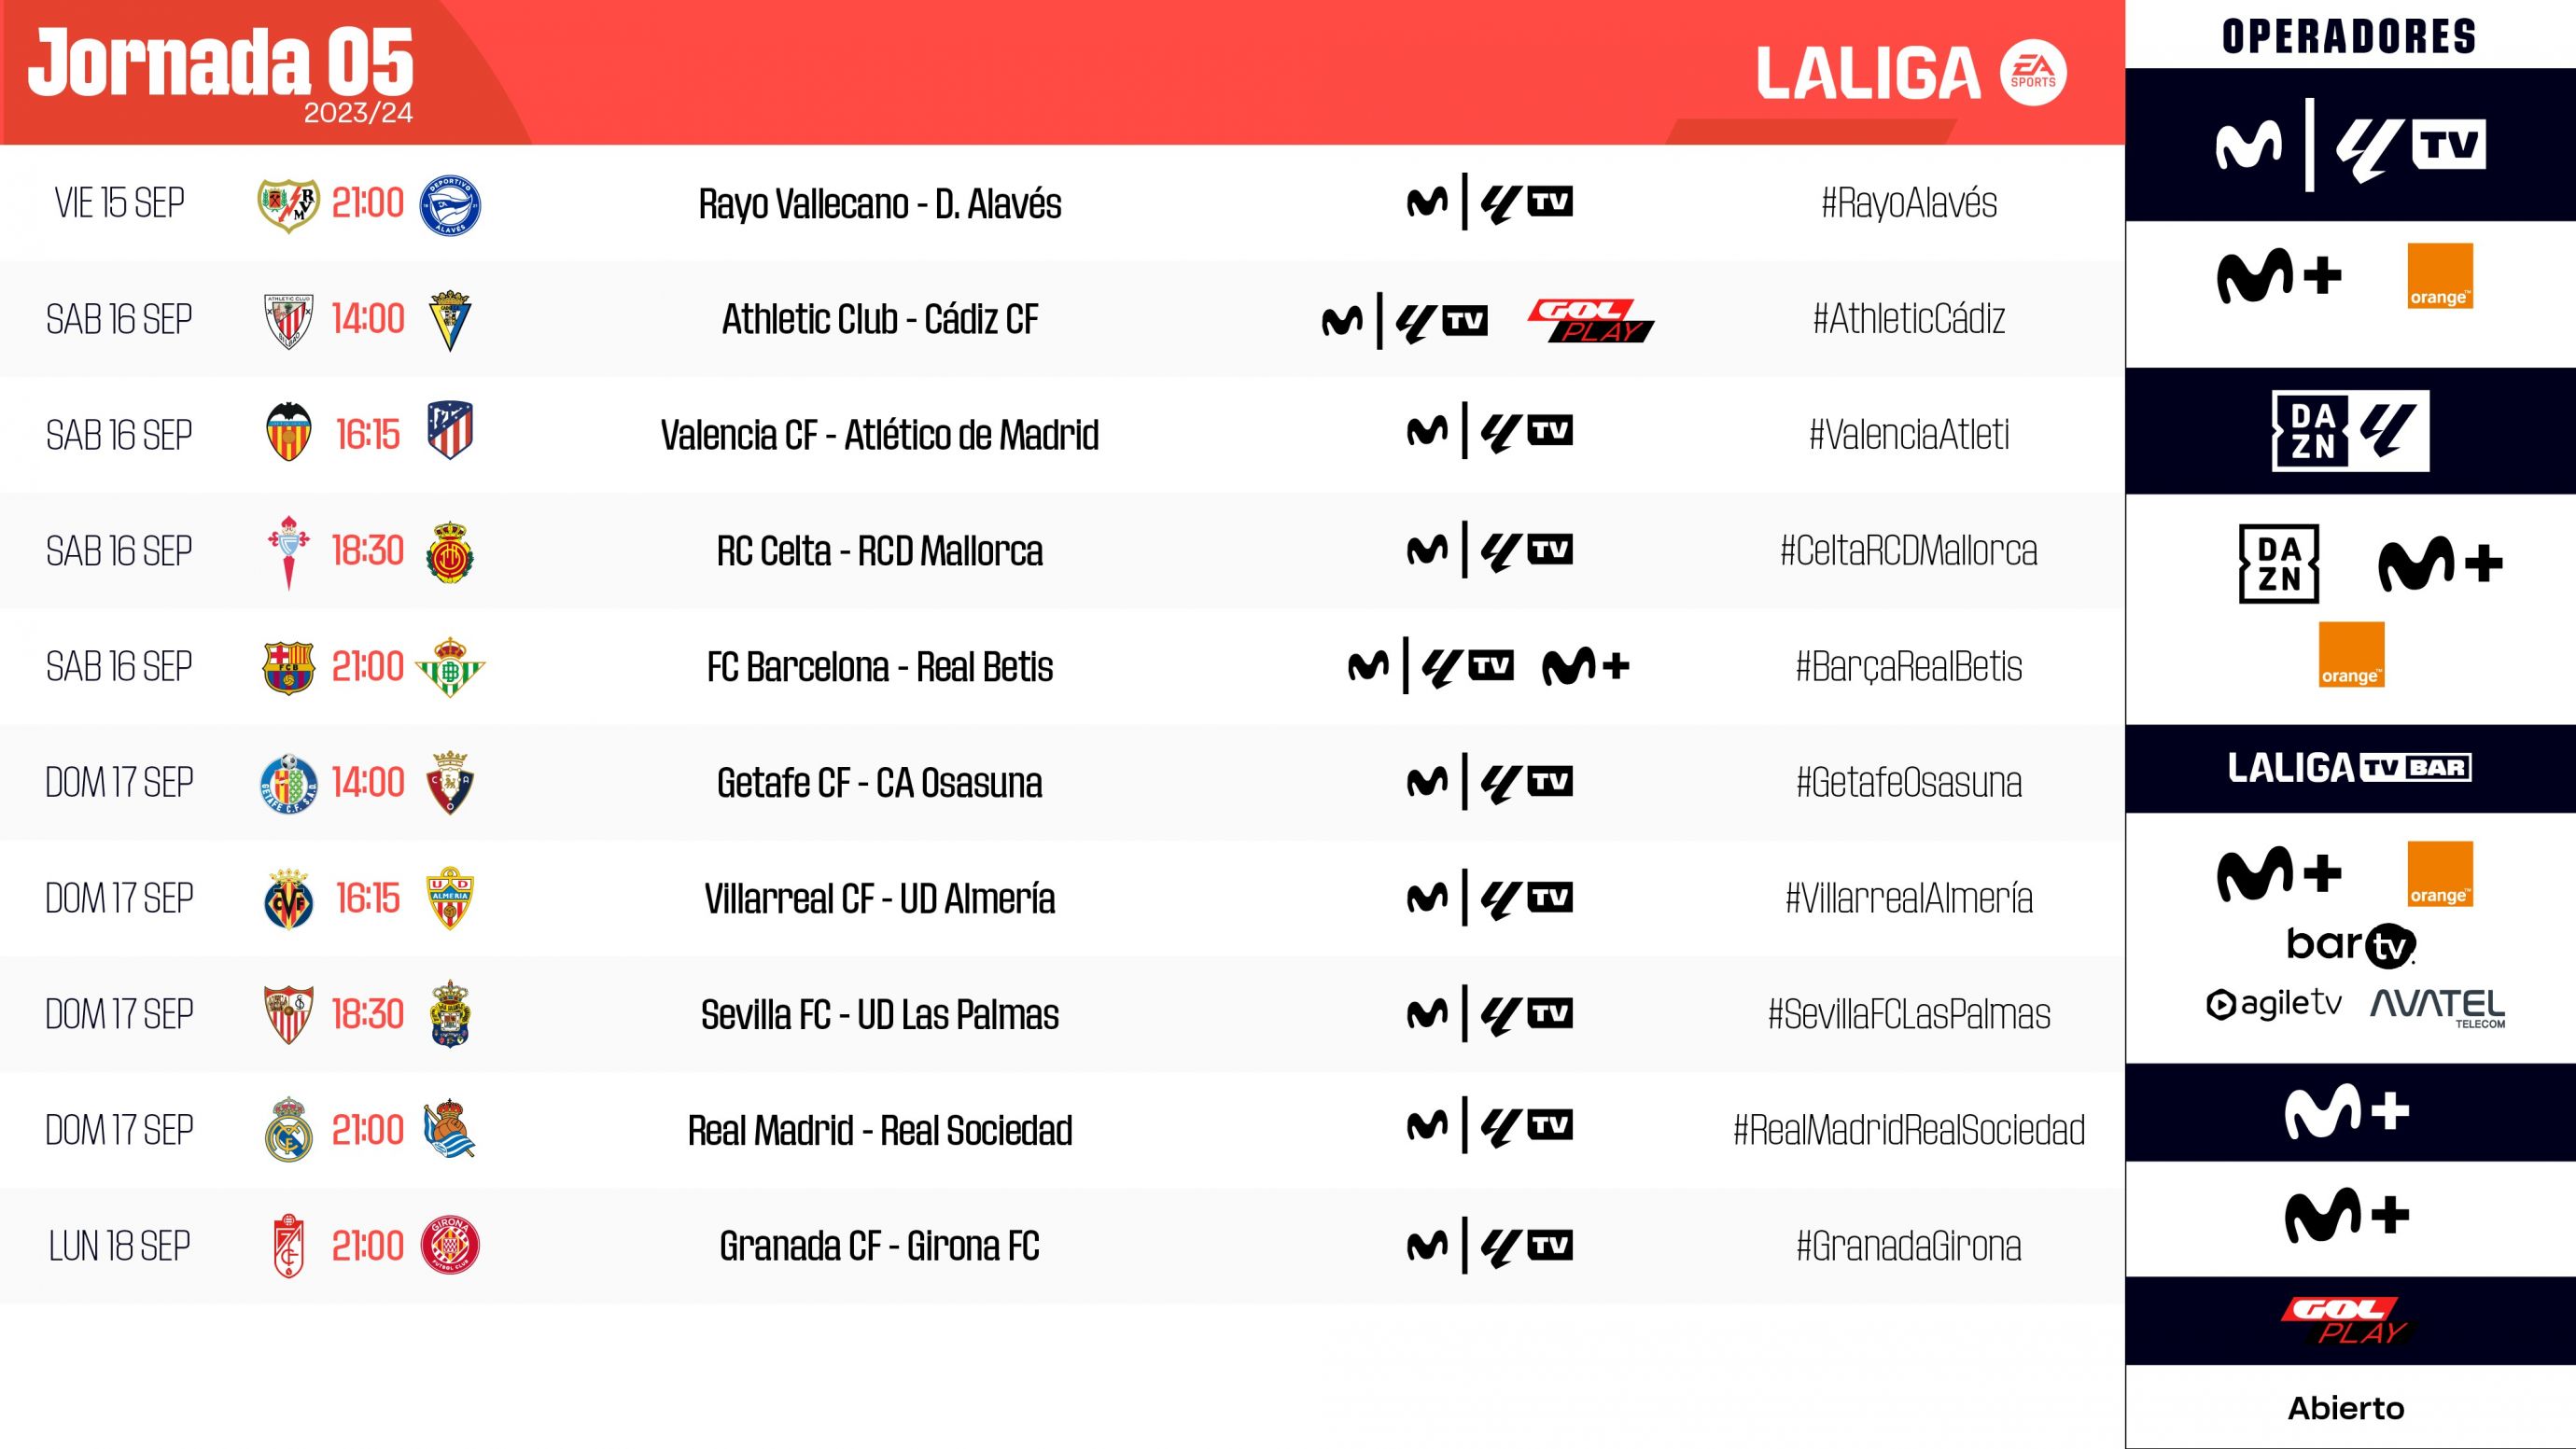 Jornada 05
2023/24
LALIGA EA SPORTS
VIE 15 SEP 21:00 Rayo Vallecano - D. Alavés TV #RayoAlavés
SAB 16 SEP 14:00 Athletic Club - Cádiz CF TV GOL PLAY #AthleticCádiz
SAB 16 SEP 16:15 Valencia CF - Atlético de Madrid TV #ValenciaAtleti
SAB 16 SEP 18:30 RC Celta - RCD Mallorca TV #CeltaRCDMallorca
SAB 16 SEP 21:00 FC Barcelona - Real Betis TV M+ #BarçaRealBetis
DOM 17 SEP 14:00 Getafe CF - CA Osasuna TV #GetafeOsasuna
DOM 17 SEP 16:15 Villarreal CF - UD Almería TV #VillarrealAlmería
DOM 17 SEP 18:30 Sevilla FC - UD Las Palmas TV #SevillaFCLasPalmas
DOM 17 SEP 21:00 Real Madrid - Real Sociedad TV #RealMadridRealSociedad
LUN 18 SEP 21:00 Granada CF - Girona FC TV #GranadaGirona
OPERADORES
TV
M+ orange™
DAZN
DAZN M+
orange™
LALIGA TV BAR
M+ orange™
bar tv
agiletv AVATEL TELECOM
M+
M+
GOL PLAY
Abierto